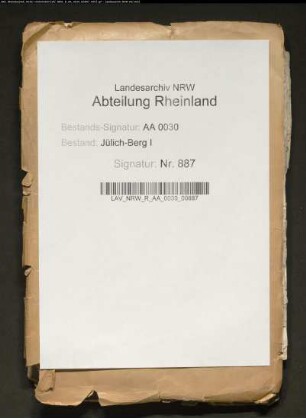 Landesarchiv NRW
Abteilung Rheinland
Bestands-Signatur: AA 0030
Bestand: Jülich-Berg I
Signatur: Nr. 887
LAV_NRW_R_AA_0030_00887